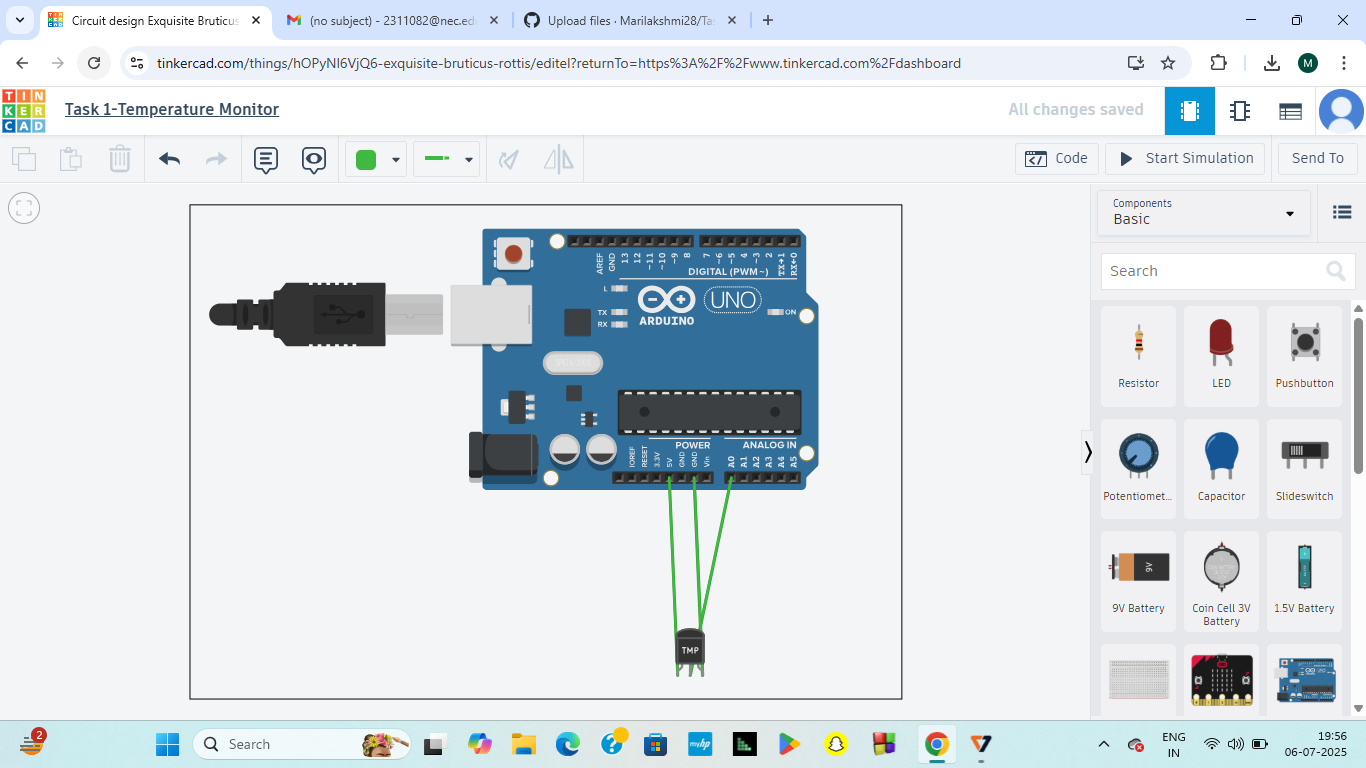 Circuit design Exquisite Bruticus
(no subject) - 2311082@nec.ed
Upload files · Marilakshmi28/Ta
tinkercad.com/things/hOPyNI6VjQ6-exquisite-bruticus-rottis/editel?returnTo=https%3A%2F%2Fwww.tinkercad.com%2Fdashboard
M
TIN
KER
CAD
Task 1-Temperature Monitor
All changes saved
Code
Start Simulation
Send To
Components
Basic
Search
AREF
GND
13
12
~11
~10
~9
8
7
~6
~5
4
~3
2
TX→1
RX←0
DIGITAL (PWM~)
L
TX
RX
ARDUINO
UNO
ON
POWER
ANALOG IN
IOREF
RESET
3.3V
5V
GND
GND
Vin
A0
A1
A2
A3
A4
A5
TMP
Resistor
LED
Pushbutton
Potentiomet...
Capacitor
Slideswitch
9V
9V Battery
Coin Cell 3V
Battery
1.5V Battery
2
Search
myhp
ENG
IN
19:56
06-07-2025